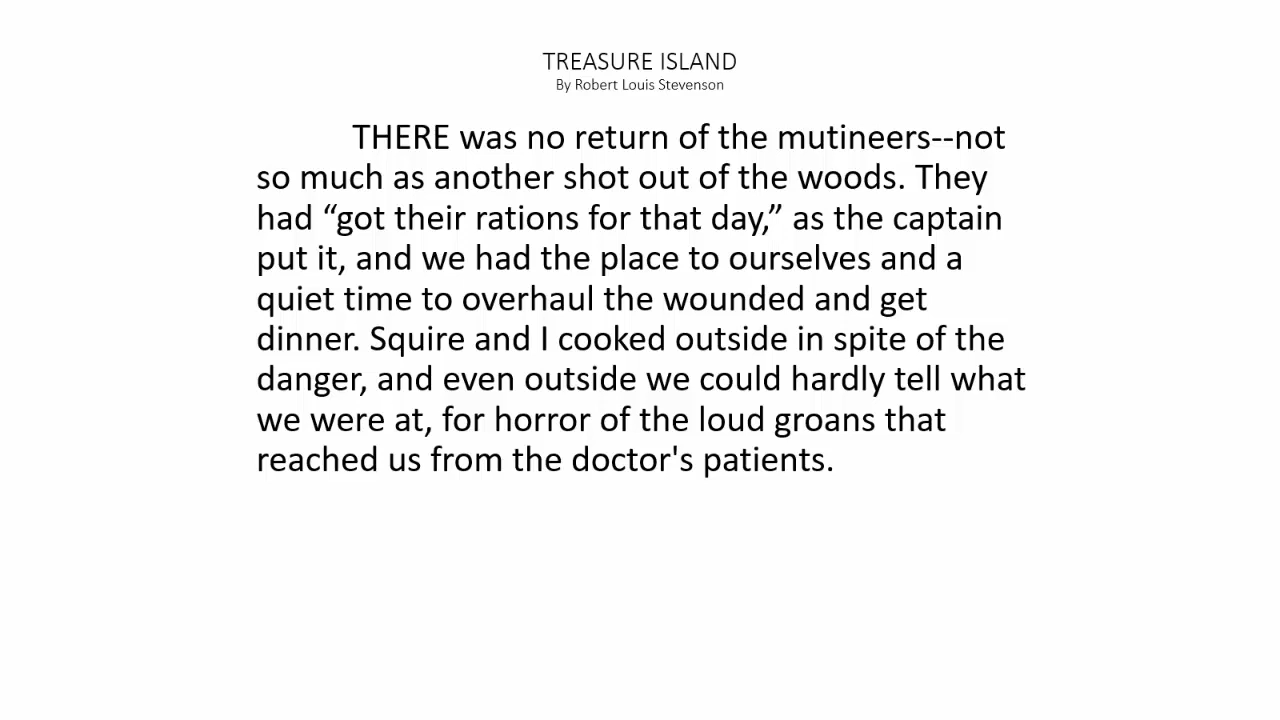 TREASURE ISLAND
By Robert Louis Stevenson
THERE was no return of the mutineers--not
so much as another shot out of the woods. They
had “got their rations for that day,” as the captain
put it, and we had the place to ourselves and a
quiet time to overhaul the wounded and get
dinner. Squire and I cooked outside in spite of the
danger, and even outside we could hardly tell what
we were at, for horror of the loud groans that
reached us from the doctor's patients.